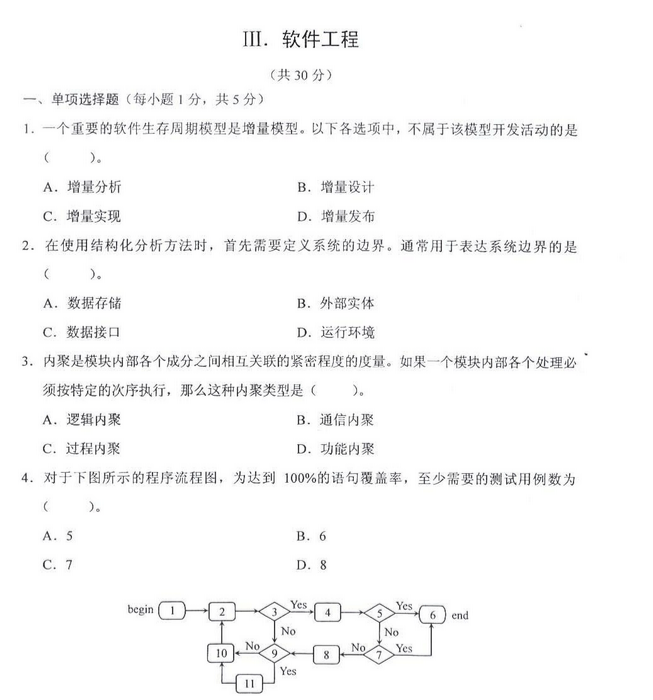 III. 软件工程
（共 30 分）
一、单项选择题（每小题 1 分，共 5 分）
1. 一个重要的软件生存周期模型是增量模型。以下各选项中，不属于该模型开发活动的是
（　　）。
A．增量分析　　B．增量设计
C．增量实现　　D．增量发布
2. 在使用结构化分析方法时，首先需要定义系统的边界。通常用于表达系统边界的是
（　　）。
A．数据存储　　B．外部实体
C．数据接口　　D．运行环境
3. 内聚是模块内部各个成分之间相互关联的紧密程度的度量。如果一个模块内部各个处理必
须按特定的次序执行，那么这种内聚类型是（　　）。
A．逻辑内聚　　B．通信内聚
C．过程内聚　　D．功能内聚
4. 对于下图所示的程序流程图，为达到 100%的语句覆盖率，至少需要的测试用例数为
（　　）。
A．5　　B．6
C．7　　D．8
begin 1 2 3 Yes 4 5 Yes 6 end
No No
10 No 9 8 No 7 Yes
Yes
11